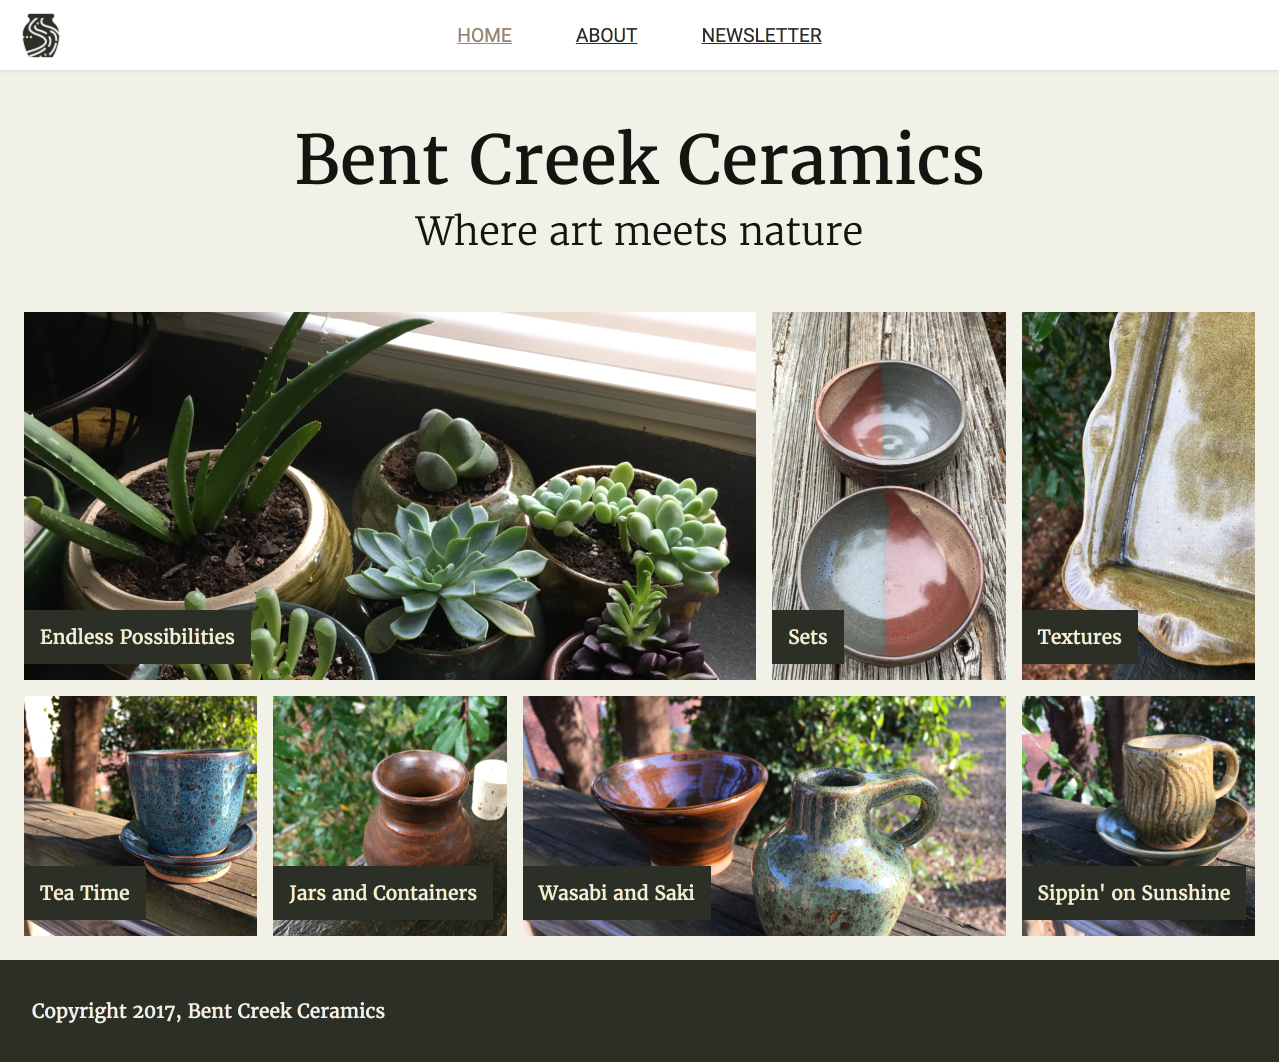 HOME ABOUT NEWSLETTER
Bent Creek Ceramics
Where art meets nature
Endless Possibilities
Sets
Textures
Tea Time
Jars and Containers
Wasabi and Saki
Sippin' on Sunshine
Copyright 2017, Bent Creek Ceramics